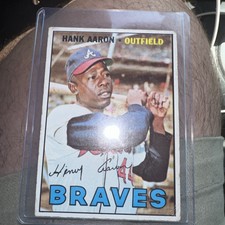 HANK AARON OUTFIELD
Henry Aaron
BRAVES